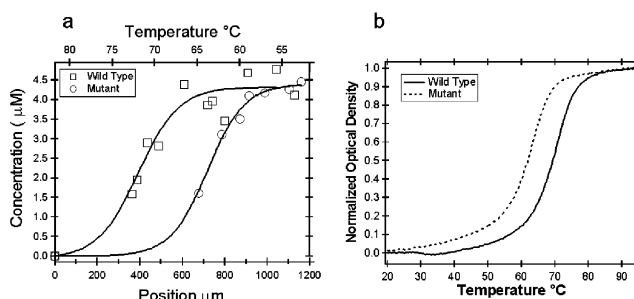 a
Temperature °C
80 75 70 65 60 55
Wild Type
Mutant
Concentration ( µM)
4.5
4.0
3.5
3.0
2.5
2.0
1.5
1.0
0.5
0.0
0 200 400 600 800 1000 1200
Position µm
b
Wild Type
Mutant
Normalized Optical Density
1.0
0.9
0.8
0.7
0.6
0.5
0.4
0.3
0.2
0.1
0.0
20 30 40 50 60 70 80 90
Temperature °C